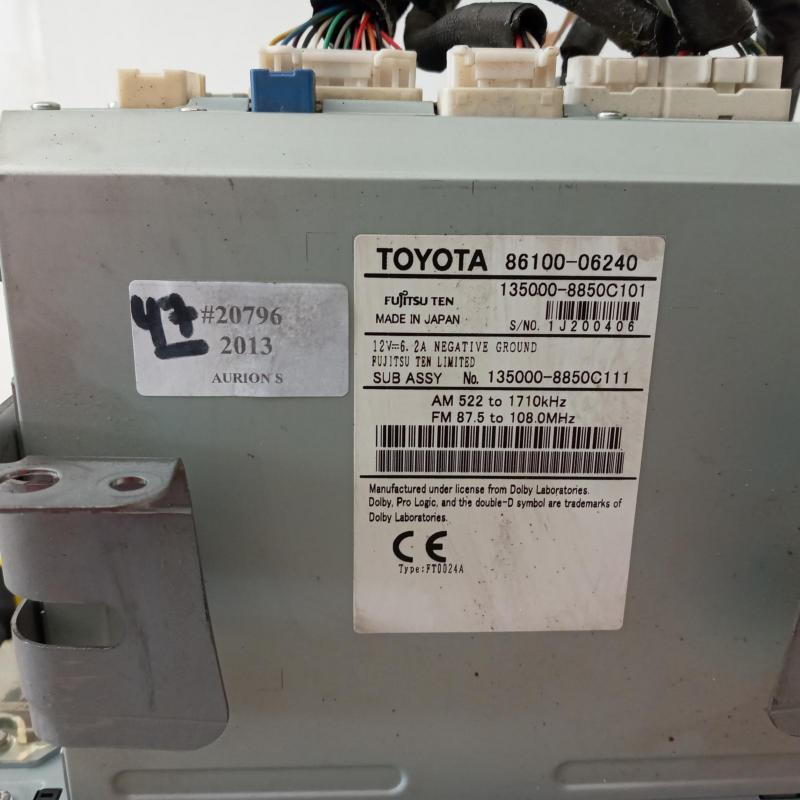 47
#20796
2013
AURION S
TOYOTA 86100-06240
135000-8850C101
FUJITSU TEN
MADE IN JAPAN
S/NO. 1J200406
12V⎓6.2A NEGATIVE GROUND
FUJITSU TEN LIMITED
SUB ASSY No. 135000-8850C111
AM 522 to 1710kHz
FM 87.5 to 108.0MHz
Manufactured under license from Dolby Laboratories.
Dolby, Pro Logic, and the double-D symbol are trademarks of
Dolby Laboratories.
CE
Type:FT0024A